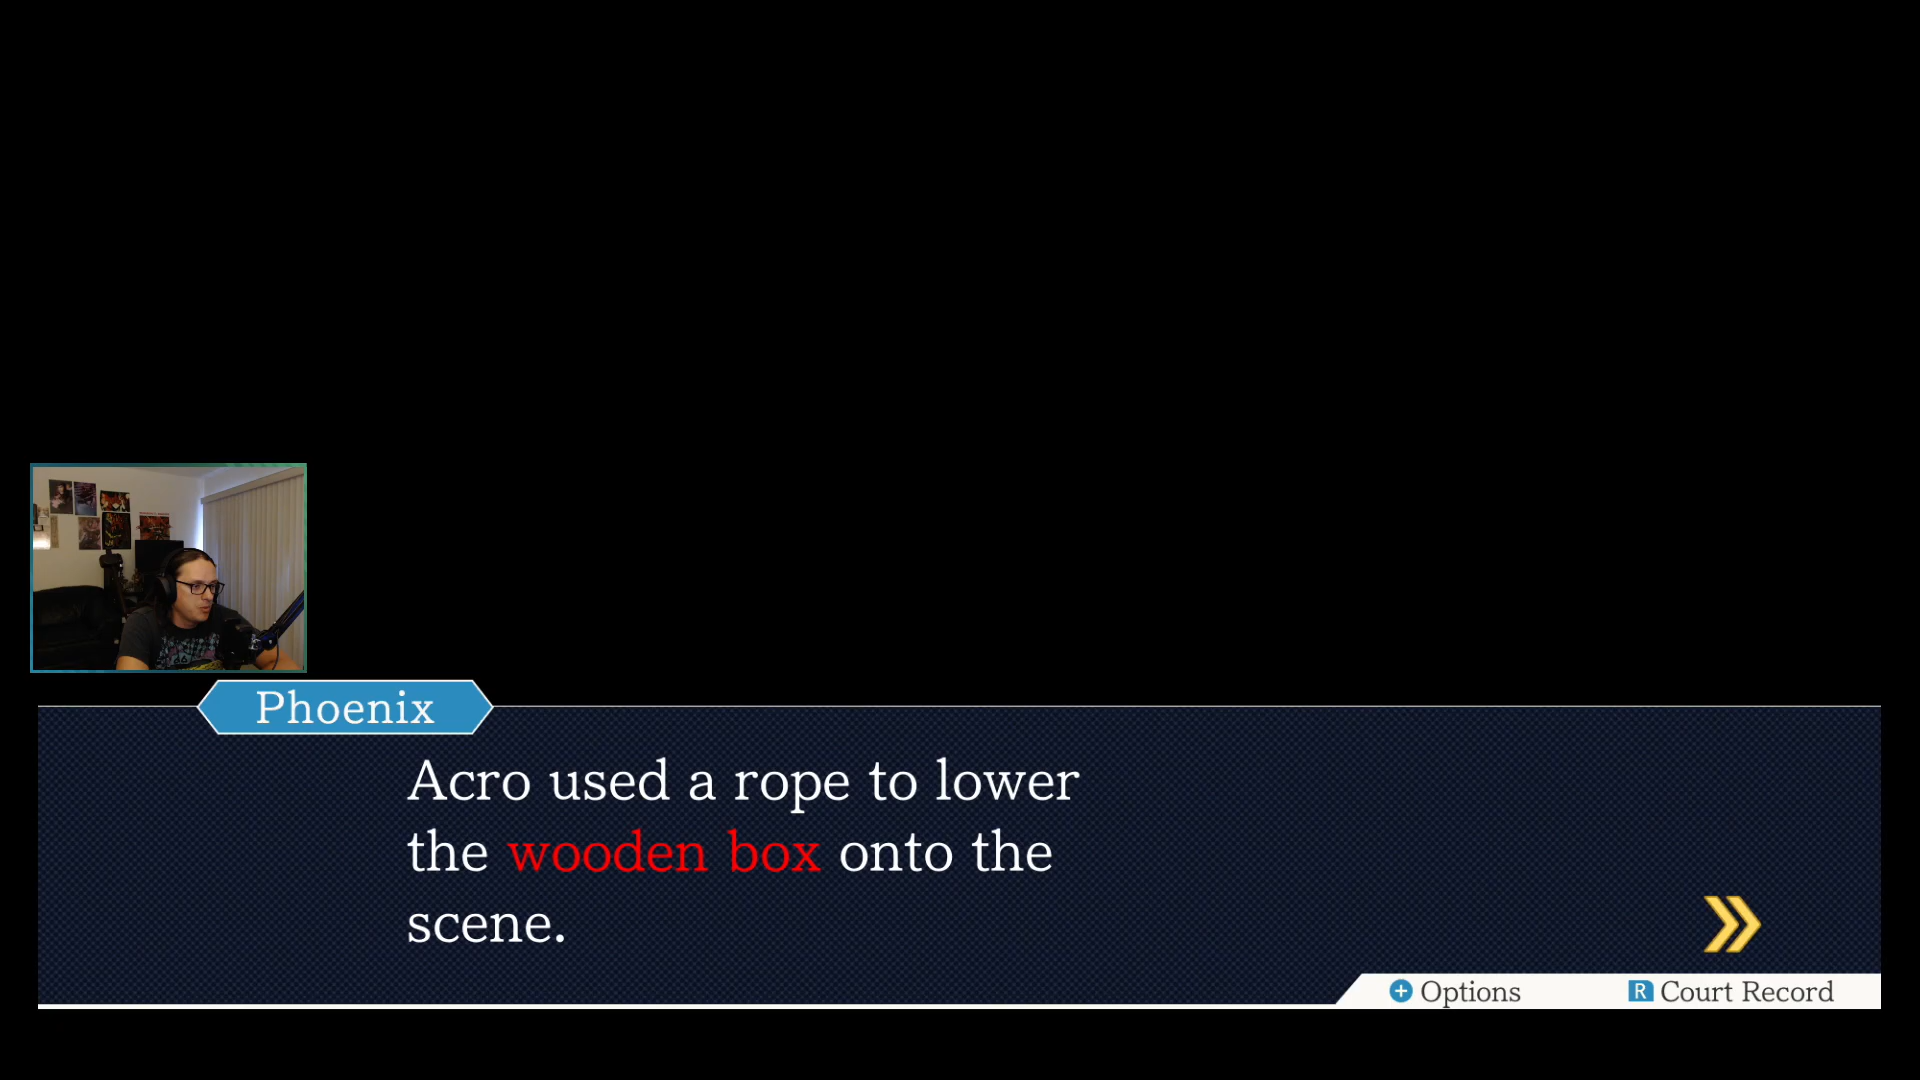 Phoenix
Acro used a rope to lower
the wooden box onto the
scene.
+ Options
R Court Record